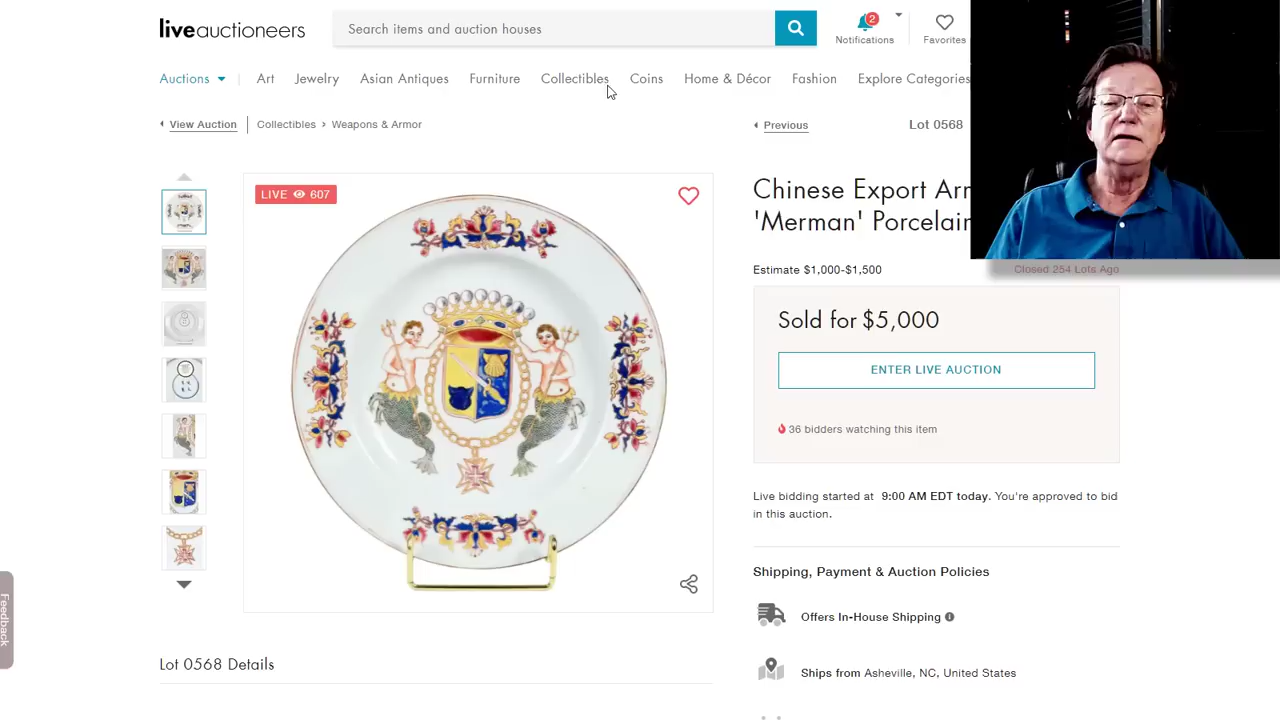 liveauctioneers
Search items and auction houses
2
Notifications
Favorites
Auctions
Art
Jewelry
Asian Antiques
Furniture
Collectibles
Coins
Home & Décor
Fashion
Explore Categories
View Auction
Collectibles > Weapons & Armor
Previous
Lot 0568
LIVE 607
Chinese Export
'Merman' Porcelain
Estimate $1,000-$1,500
Closed 254 Lots Ago
Sold for $5,000
ENTER LIVE AUCTION
36 bidders watching this item
Live bidding started at 9:00 AM EDT today. You're approved to bid
in this auction.
Shipping, Payment & Auction Policies
Offers In-House Shipping
Ships from Asheville, NC, United States
Feedback
Lot 0568 Details